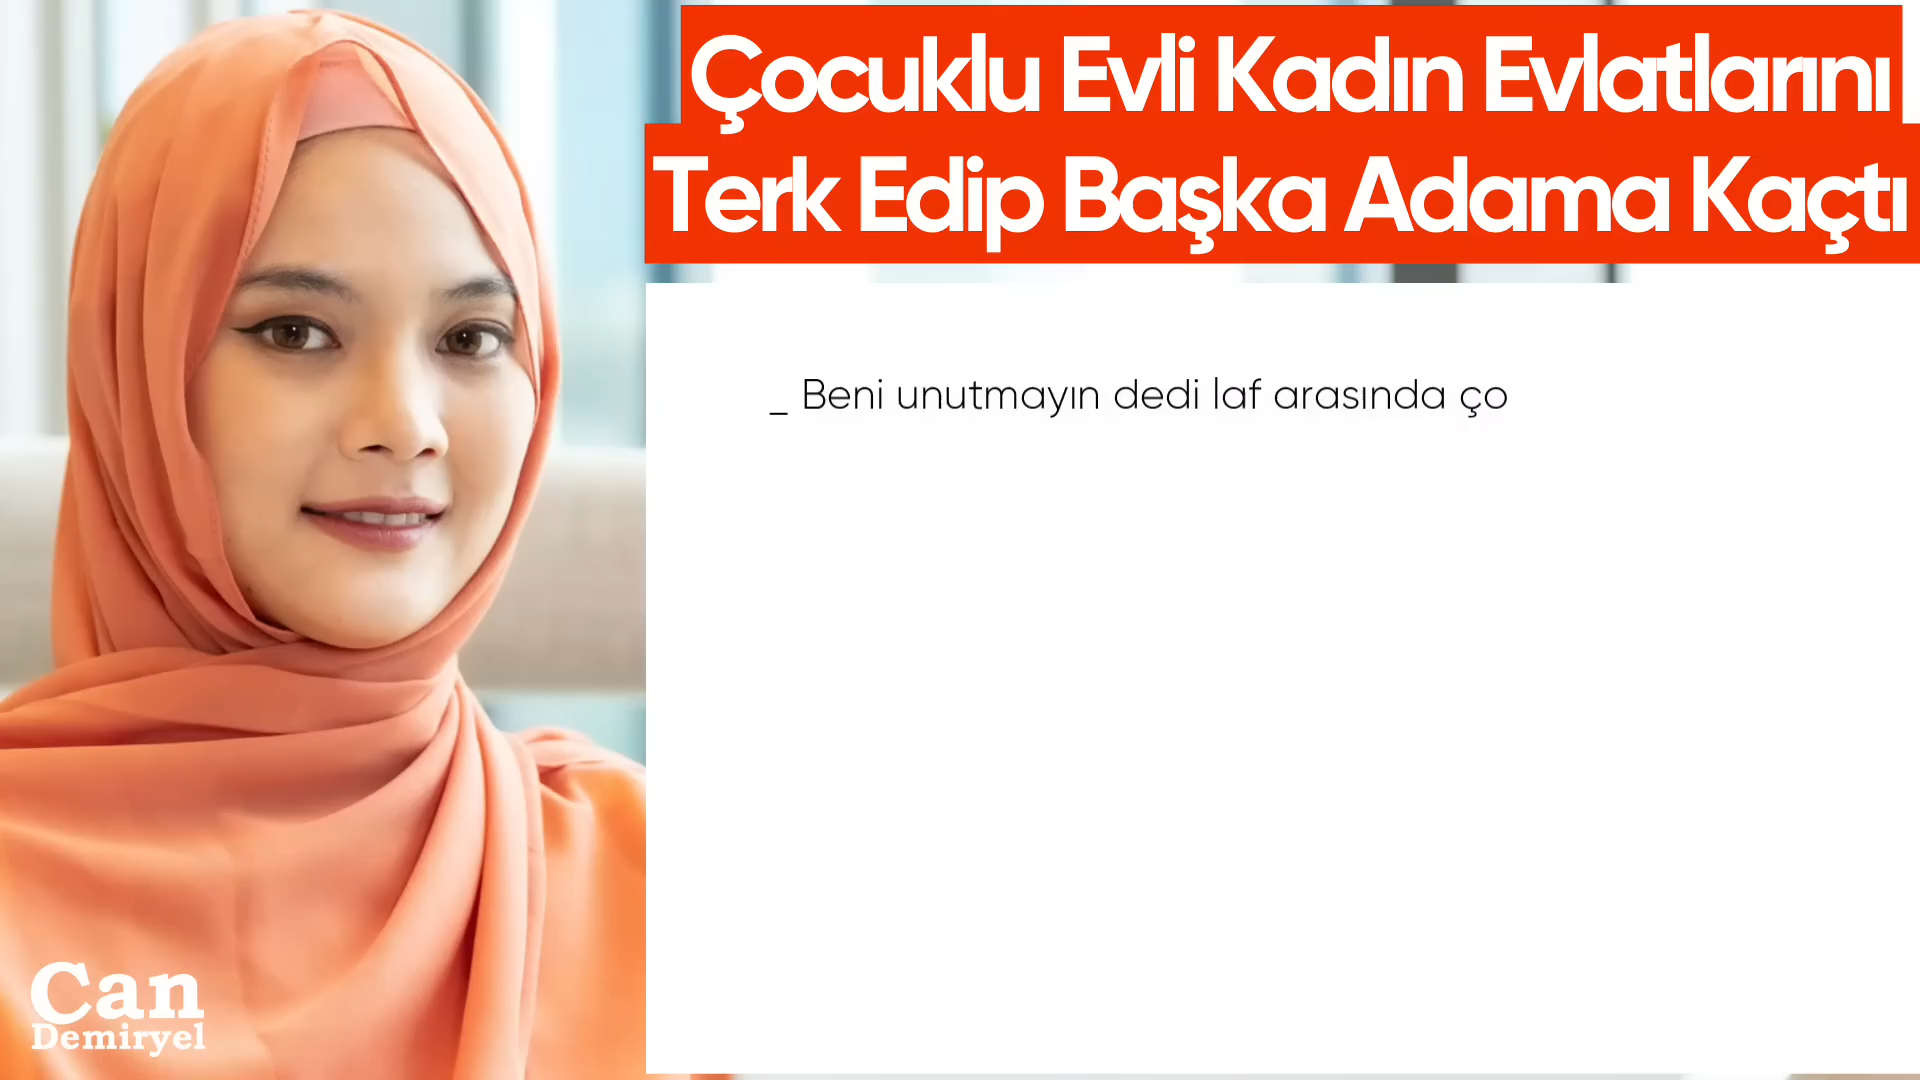 Çocuklu Evli Kadın Evlatlarını
Terk Edip Başka Adama Kaçtı
_ Beni unutmayın dedi laf arasında ço
Can
Demiryel